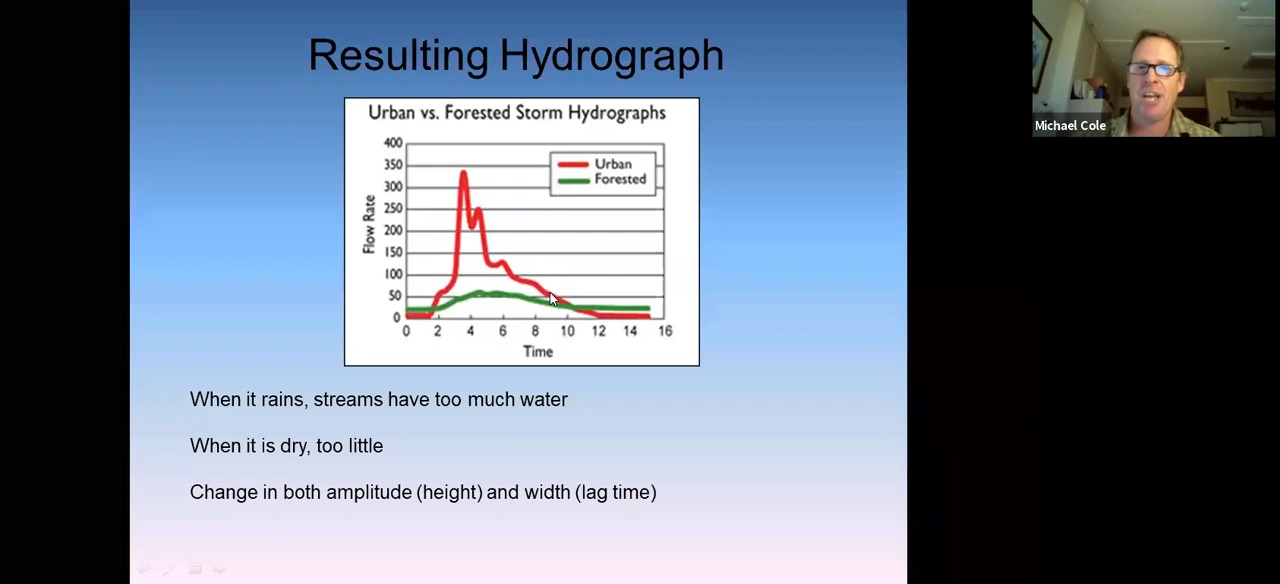 Resulting Hydrograph
Michael Cole
Urban vs. Forested Storm Hydrographs
Urban
Forested
400
350
300
250
200
150
100
50
0
Flow Rate
0 2 4 6 8 10 12 14 16
Time
When it rains, streams have too much water
When it is dry, too little
Change in both amplitude (height) and width (lag time)